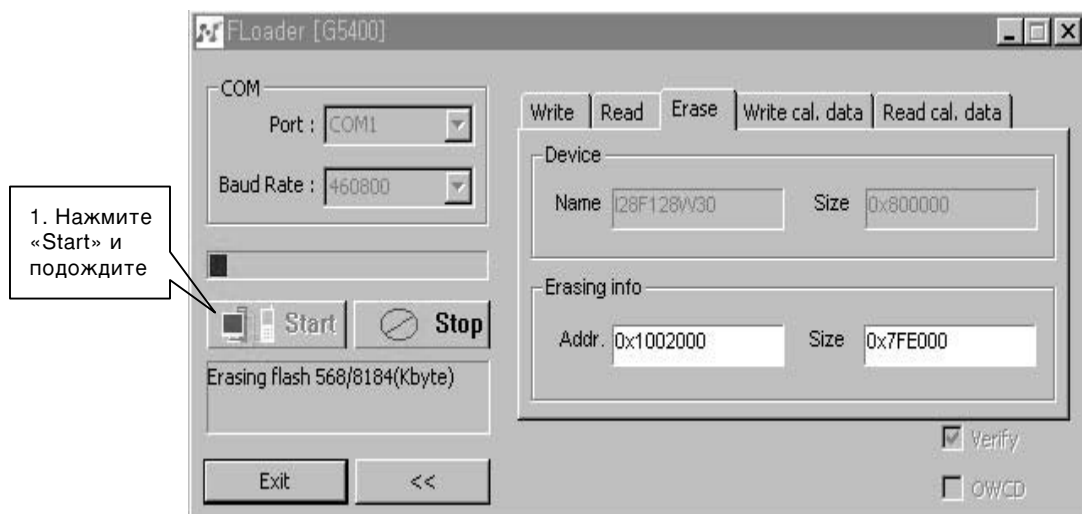 FLoader [G5400]
COM
Port : COM1
Baud Rate : 460800
1. Нажмите
«Start» и
подождите
Start
Stop
Erasing flash 568/8184(Kbyte)
Exit
<<
Write Read Erase Write cal. data Read cal. data
Device
Name I28F128W30 Size 0x800000
Erasing info
Addr. 0x1002000 Size 0x7FE000
Verify
OWCD